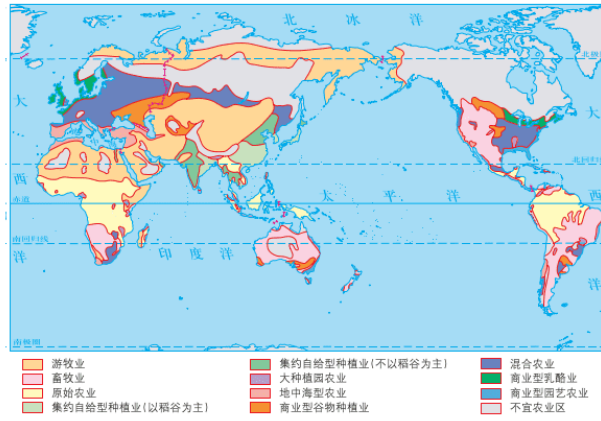 北 冰 洋
北极圈
大
大
北回归线
西
太 平 洋
西
赤道
南回归线
洋
印 度 洋
洋
南极圈
游牧业
畜牧业
原始农业
集约自给型种植业(以稻谷为主)
集约自给型种植业(不以稻谷为主)
大种植园农业
地中海型农业
商业型谷物种植业
混合农业
商业型乳酪业
商业型园艺农业
不宜农业区